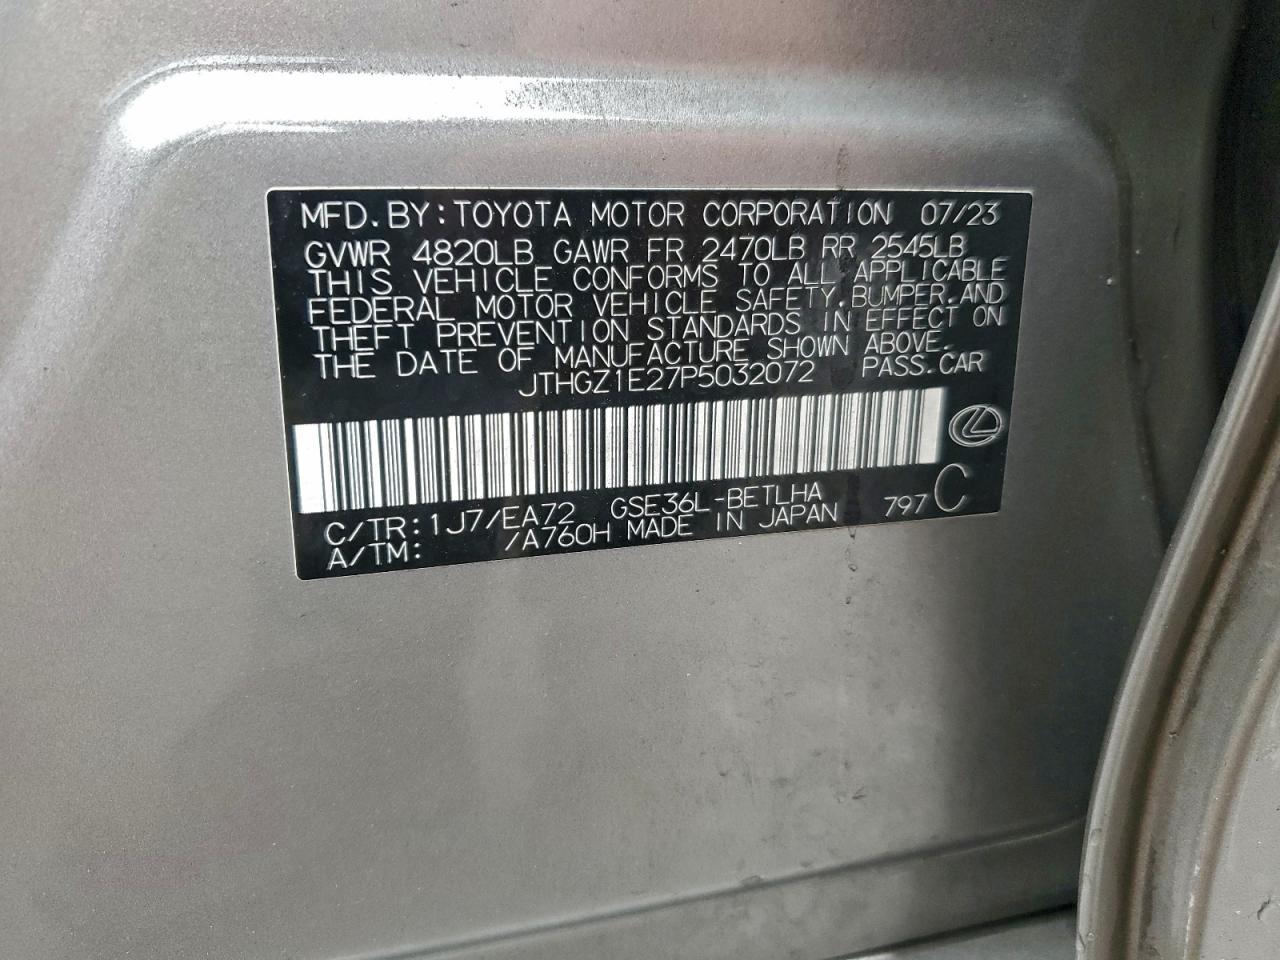 MFD.BY:TOYOTA MOTOR CORPORATION 07/23
GVWR 4820LB GAWR FR 2470LB RR 2545LB
THIS VEHICLE CONFORMS TO ALL APPLICABLE
FEDERAL MOTOR VEHICLE SAFETY,BUMPER,AND
THEFT PREVENTION STANDARDS IN EFFECT ON
THE DATE OF MANUFACTURE SHOWN ABOVE.
JTHGZ1E27P5032072 PASS.CAR
C/TR:1J7/EA72 GSE36L-BETLHA 797 C
A/TM: /A760H MADE IN JAPAN